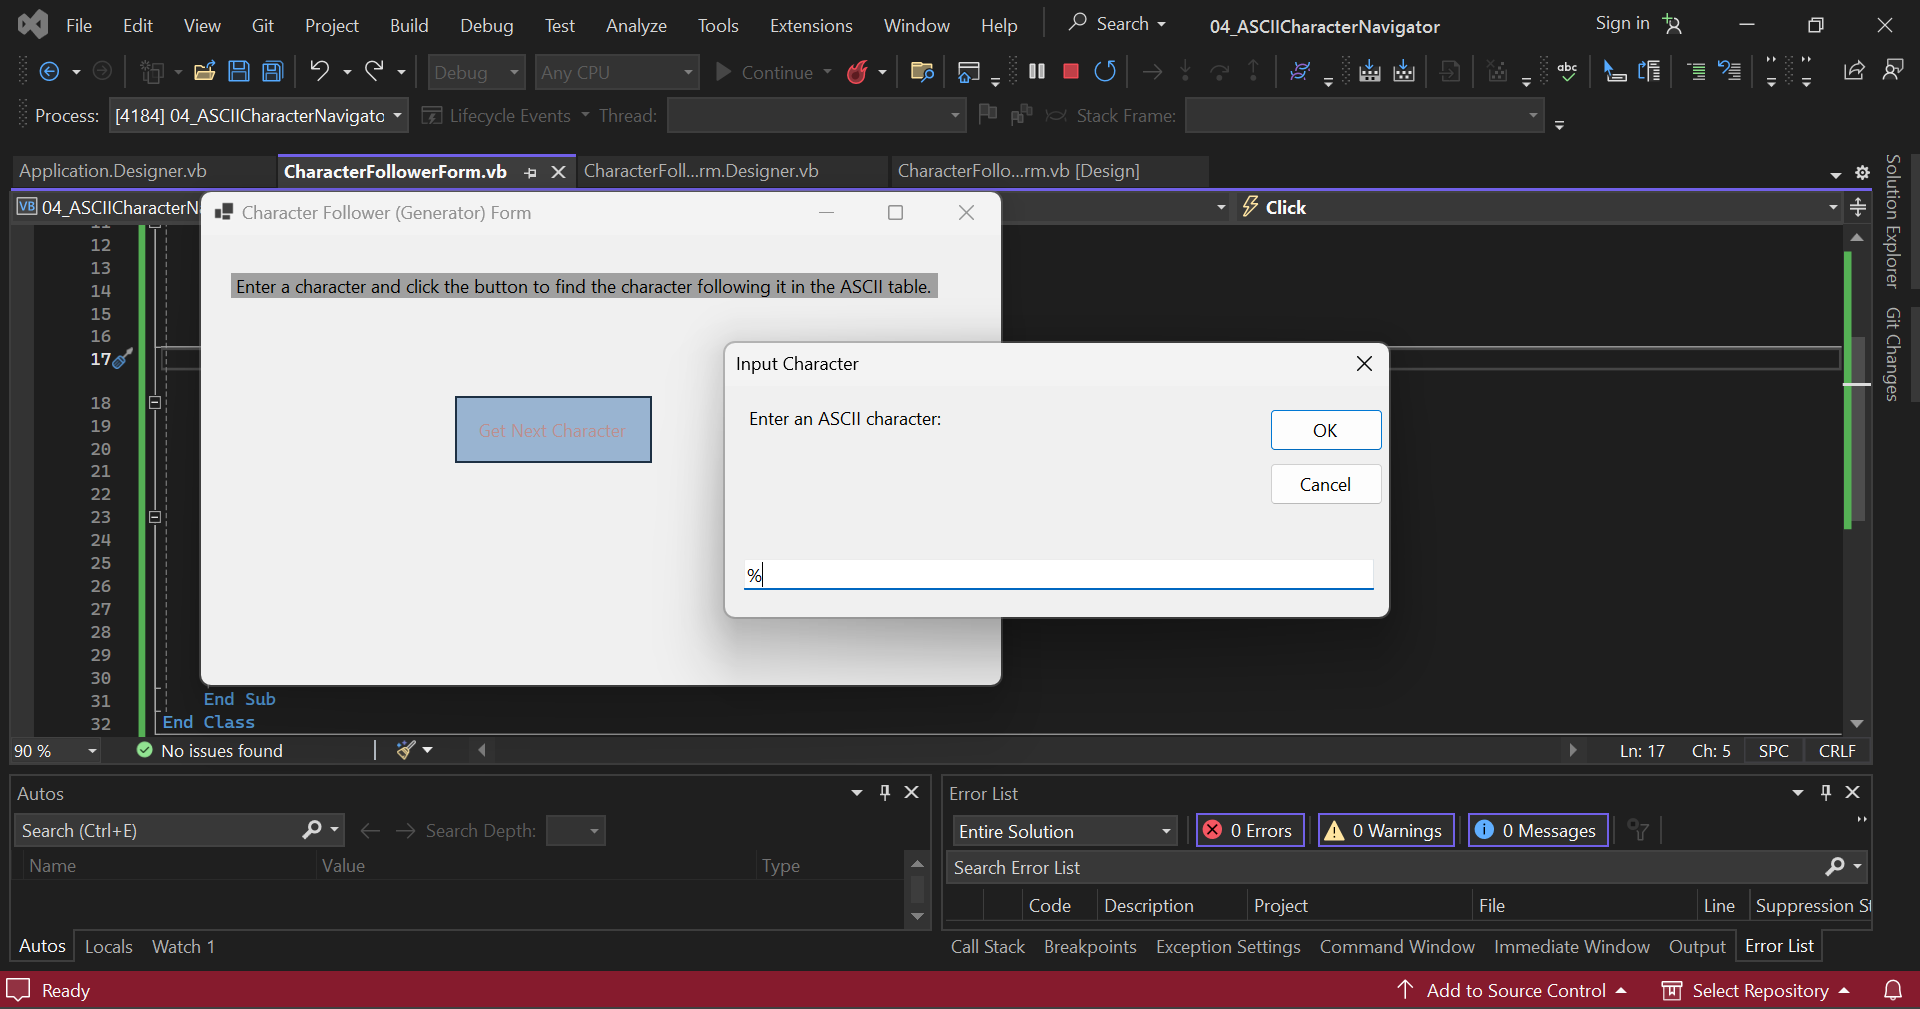 File Edit View Git Project Build Debug Test Analyze Tools Extensions Window Help Search 04_ASCIICharacterNavigator Sign in
Debug Any CPU Continue abc
Process: [4184] 04_ASCIICharacterNavigato Lifecycle Events Thread: Stack Frame:
Application.Designer.vb CharacterFollowerForm.vb CharacterFoll...rm.Designer.vb CharacterFollo...rm.vb [Design]
VB 04_ASCIICharacterN Click
Solution Explorer
Git Changes
Character Follower (Generator) Form
Enter a character and click the button to find the character following it in the ASCII table.
Get Next Character
Input Character
Enter an ASCII character:
OK
Cancel
%
11
12
13
14
15
16
17
18
19
20
21
22
23
24
25
26
27
28
29
30
31 End Sub
32 End Class
90 % No issues found Ln: 17 Ch: 5 SPC CRLF
Autos
Search (Ctrl+E) Search Depth:
Name Value Type
Autos Locals Watch 1
Error List
Entire Solution 0 Errors 0 Warnings 0 Messages
Search Error List
Code Description Project File Line Suppression St
Call Stack Breakpoints Exception Settings Command Window Immediate Window Output Error List
Ready Add to Source Control Select Repository